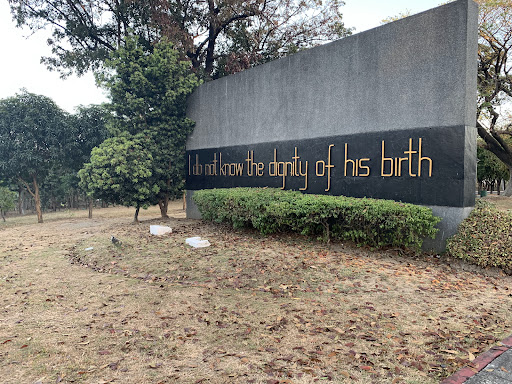 I do not know the dignity of his birth